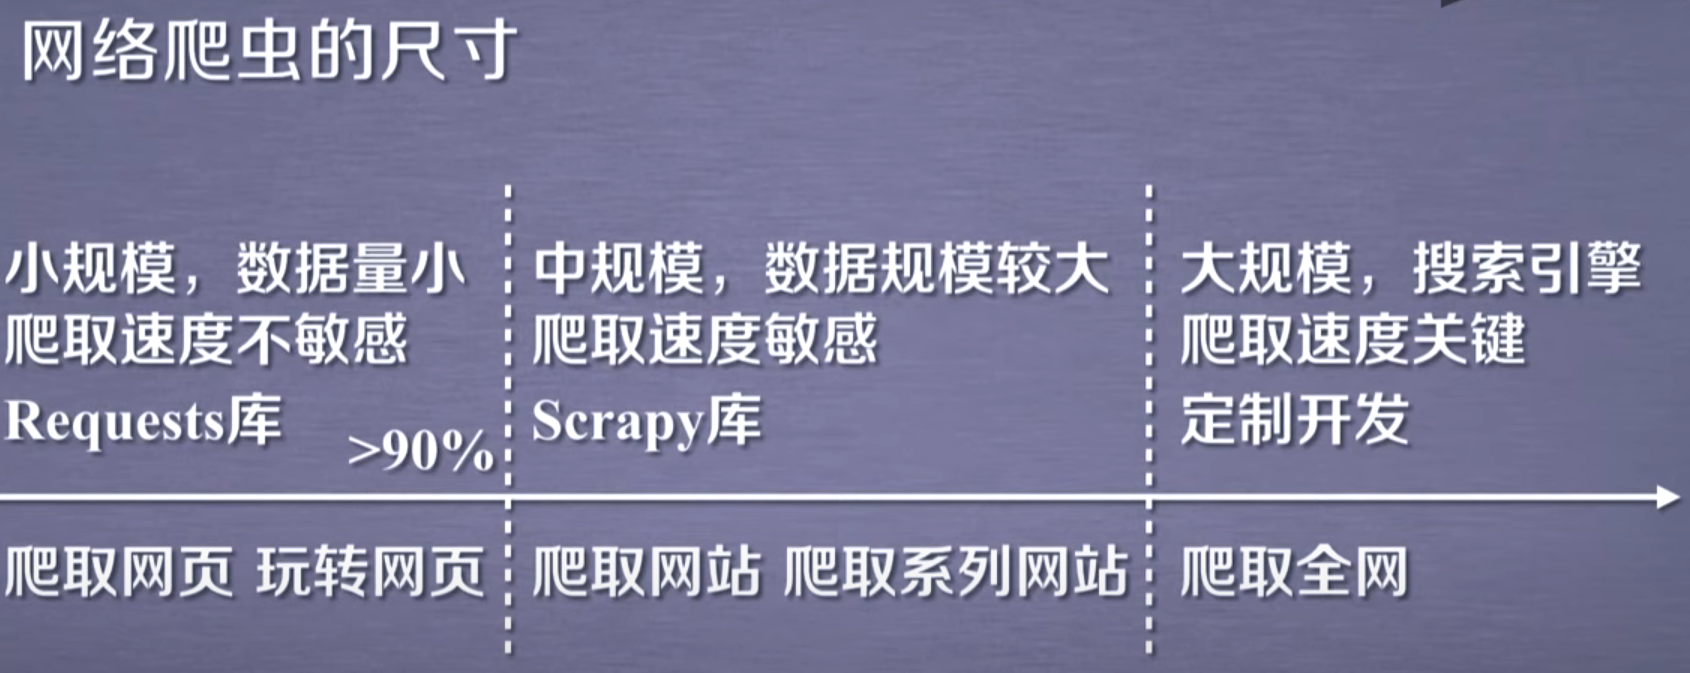 网络爬虫的尺寸
小规模，数据量小
爬取速度不敏感
Requests库
>90%
中规模，数据规模较大
爬取速度敏感
Scrapy库
大规模，搜索引擎
爬取速度关键
定制开发
爬取网页 玩转网页
爬取网站 爬取系列网站
爬取全网